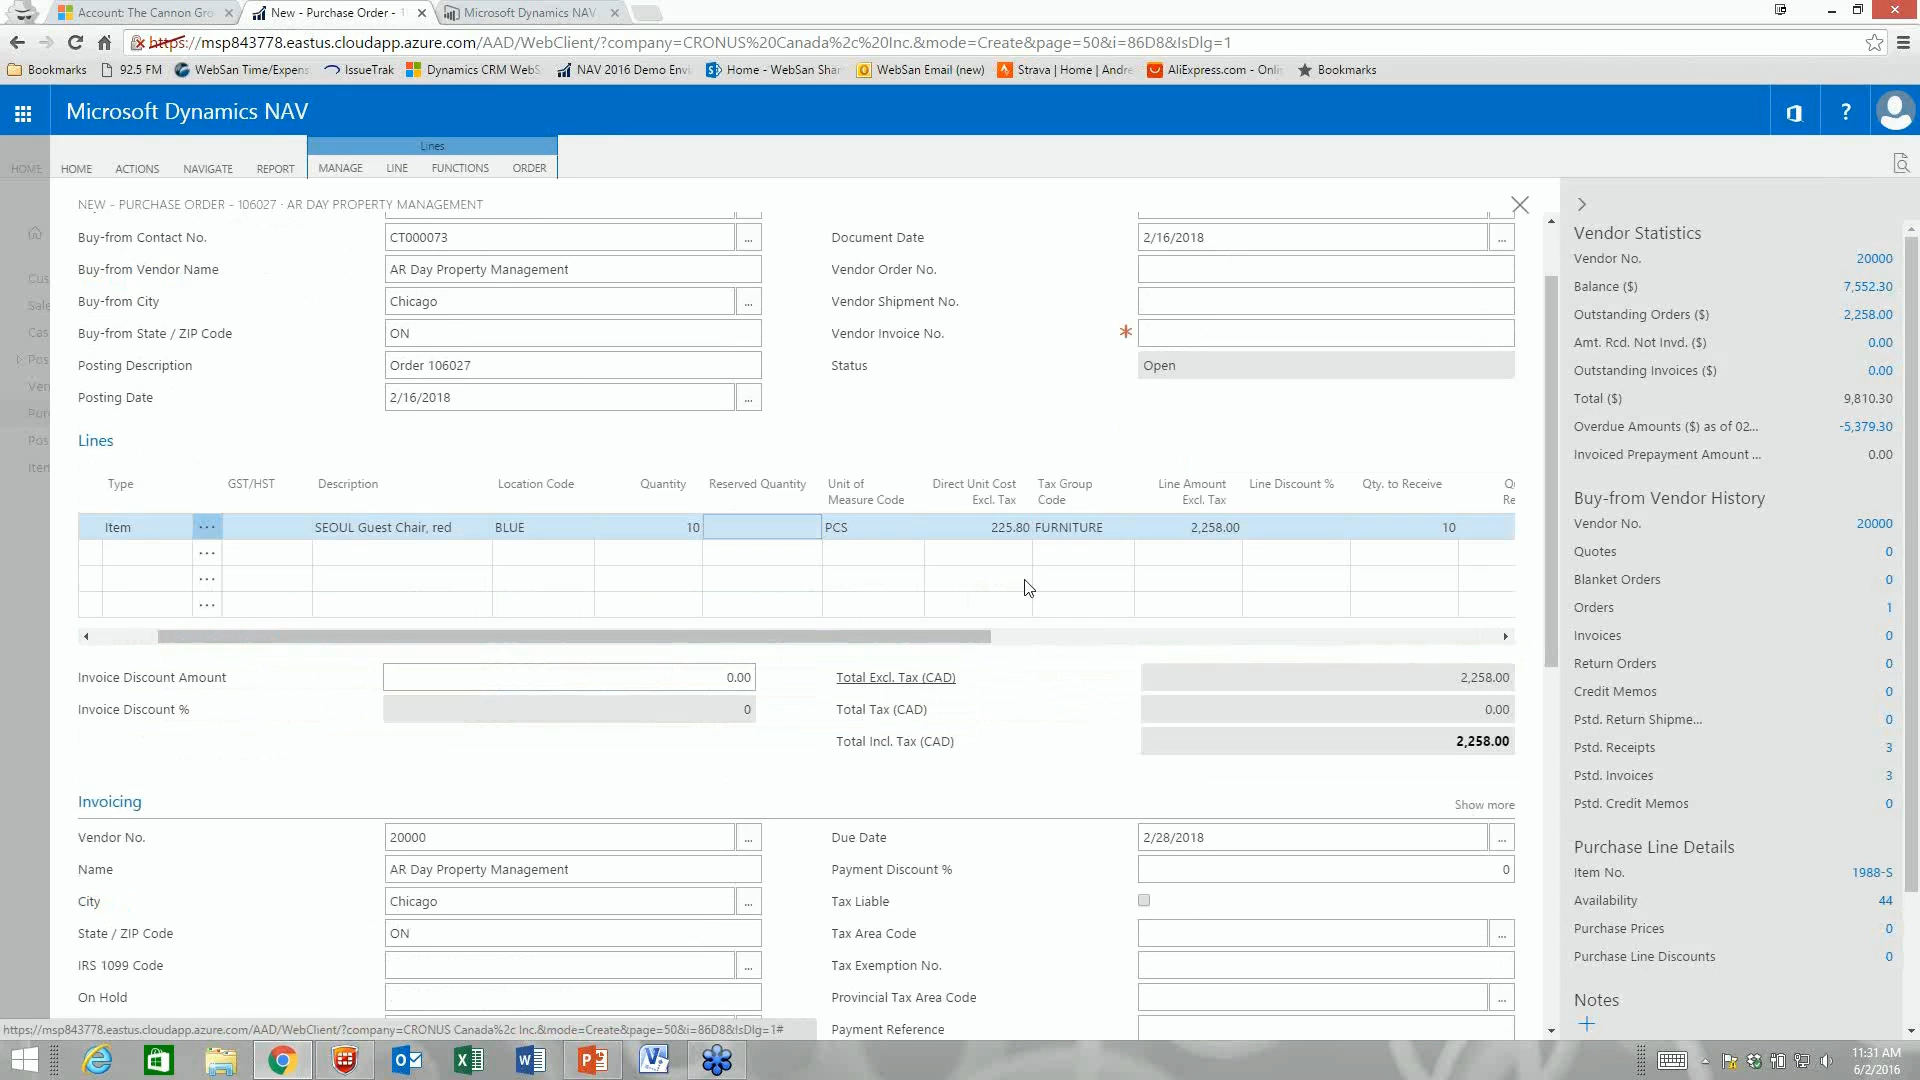 Account: The Cannon Gro
New - Purchase Order - 1
Microsoft Dynamics NAV
https://msp843778.eastus.cloudapp.azure.com/AAD/WebClient/?company=CRONUS%20Canada%2c%20Inc.&mode=Create&page=50&i=86D8&IsDlg=1
Bookmarks 92.5 FM WebSan Time/Expens IssueTrak Dynamics CRM WebS NAV 2016 Demo Envi Home - WebSan Shar WebSan Email (new) Strava | Home | Andre AliExpress.com - Onlin Bookmarks
Microsoft Dynamics NAV
?
Lines
HOME HOME ACTIONS NAVIGATE REPORT MANAGE LINE FUNCTIONS ORDER
NEW - PURCHASE ORDER - 106027 · AR DAY PROPERTY MANAGEMENT
Cus
Sale
Cas
Pos
Ven
Pur
Pos
Iten
Buy-from Contact No. CT000073 ...
Buy-from Vendor Name AR Day Property Management
Buy-from City Chicago ...
Buy-from State / ZIP Code ON
Posting Description Order 106027
Posting Date 2/16/2018 ...
Document Date 2/16/2018 ...
Vendor Order No.
Vendor Shipment No.
Vendor Invoice No. *
Status Open
Lines
Type GST/HST Description Location Code Quantity Reserved Quantity Unit of Measure Code Direct Unit Cost Excl. Tax Tax Group Code Line Amount Excl. Tax Line Discount % Qty. to Receive Q Re
Item ... SEOUL Guest Chair, red BLUE 10 PCS 225.80 FURNITURE 2,258.00 10
...
...
...
Invoice Discount Amount 0.00
Invoice Discount % 0
Total Excl. Tax (CAD) 2,258.00
Total Tax (CAD) 0.00
Total Incl. Tax (CAD) 2,258.00
Invoicing
Show more
Vendor No. 20000 ...
Name AR Day Property Management
City Chicago ...
State / ZIP Code ON
IRS 1099 Code ...
On Hold
Due Date 2/28/2018 ...
Payment Discount % 0
Tax Liable
Tax Area Code ...
Tax Exemption No.
Provincial Tax Area Code ...
Payment Reference
Vendor Statistics
Vendor No. 20000
Balance ($) 7,552.30
Outstanding Orders ($) 2,258.00
Amt. Rcd. Not Invd. ($) 0.00
Outstanding Invoices ($) 0.00
Total ($) 9,810.30
Overdue Amounts ($) as of 02... -5,379.30
Invoiced Prepayment Amount ... 0.00
Buy-from Vendor History
Vendor No. 20000
Quotes 0
Blanket Orders 0
Orders 1
Invoices 0
Return Orders 0
Credit Memos 0
Pstd. Return Shipme... 0
Pstd. Receipts 3
Pstd. Invoices 3
Pstd. Credit Memos 0
Purchase Line Details
Item No. 1988-S
Availability 44
Purchase Prices 0
Purchase Line Discounts 0
Notes
https://msp843778.eastus.cloudapp.azure.com/AAD/WebClient/?company=CRONUS Canada%2c Inc.&mode=Create&page=50&i=86D8&IsDlg=1#
11:31 AM
6/2/2016